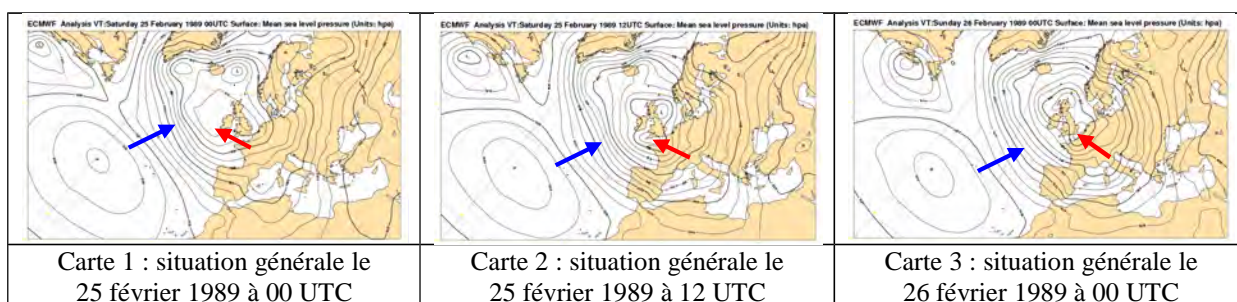 ECMWF Analysis VT:Saturday 25 February 1989 00UTC Surface: Mean sea level pressure (Units: hpa)
ECMWF Analysis VT:Saturday 25 February 1989 12UTC Surface: Mean sea level pressure (Units: hpa)
ECMWF Analysis VT:Sunday 26 February 1989 00UTC Surface: Mean sea level pressure (Units: hpa)
Carte 1 : situation générale le
25 février 1989 à 00 UTC
Carte 2 : situation générale le
25 février 1989 à 12 UTC
Carte 3 : situation générale le
26 février 1989 à 00 UTC